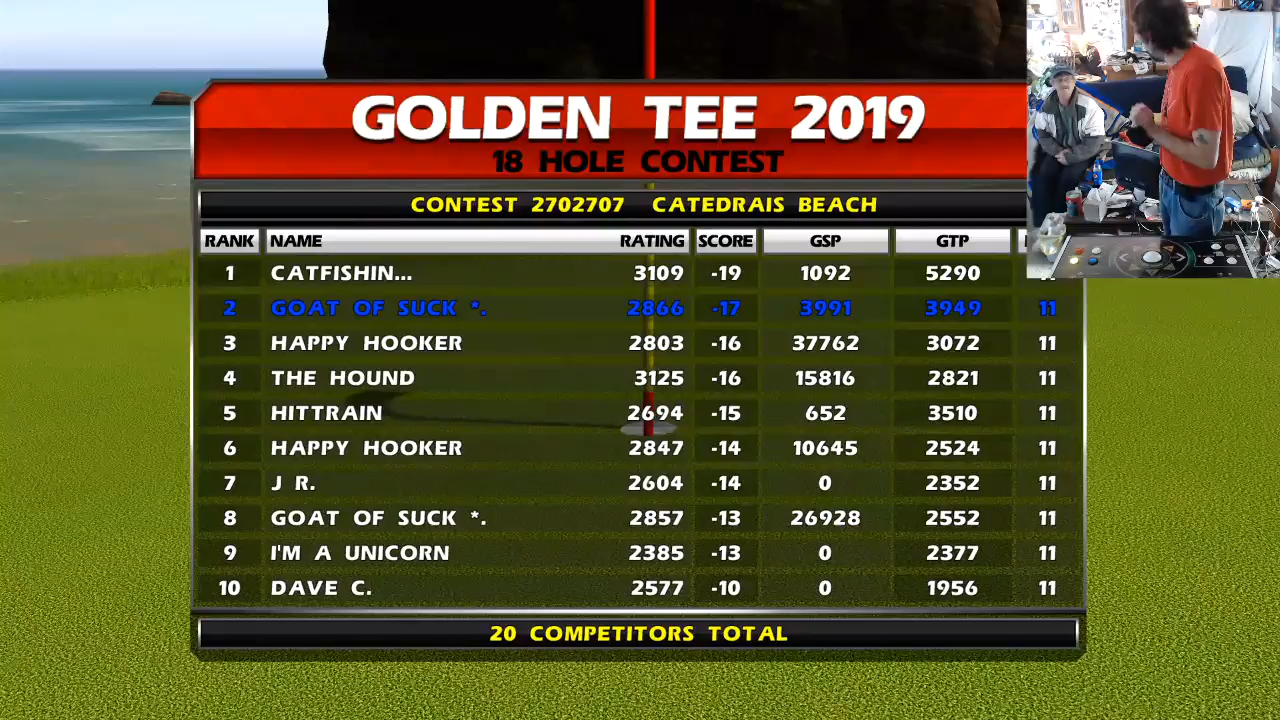 GOLDEN TEE 2019
18 HOLE CONTEST
CONTEST 2702707 CATEDRAIS BEACH
RANK NAME RATING SCORE GSP GTP
1 CATFISHIN... 3109 -19 1092 5290
2 GOAT OF SUCK *. 2866 -17 3991 3949 11
3 HAPPY HOOKER 2803 -16 37762 3072 11
4 THE HOUND 3125 -16 15816 2821 11
5 HITTRAIN 2694 -15 652 3510 11
6 HAPPY HOOKER 2847 -14 10645 2524 11
7 J R. 2604 -14 0 2352 11
8 GOAT OF SUCK *. 2857 -13 26928 2552 11
9 I'M A UNICORN 2385 -13 0 2377 11
10 DAVE C. 2577 -10 0 1956 11
20 COMPETITORS TOTAL